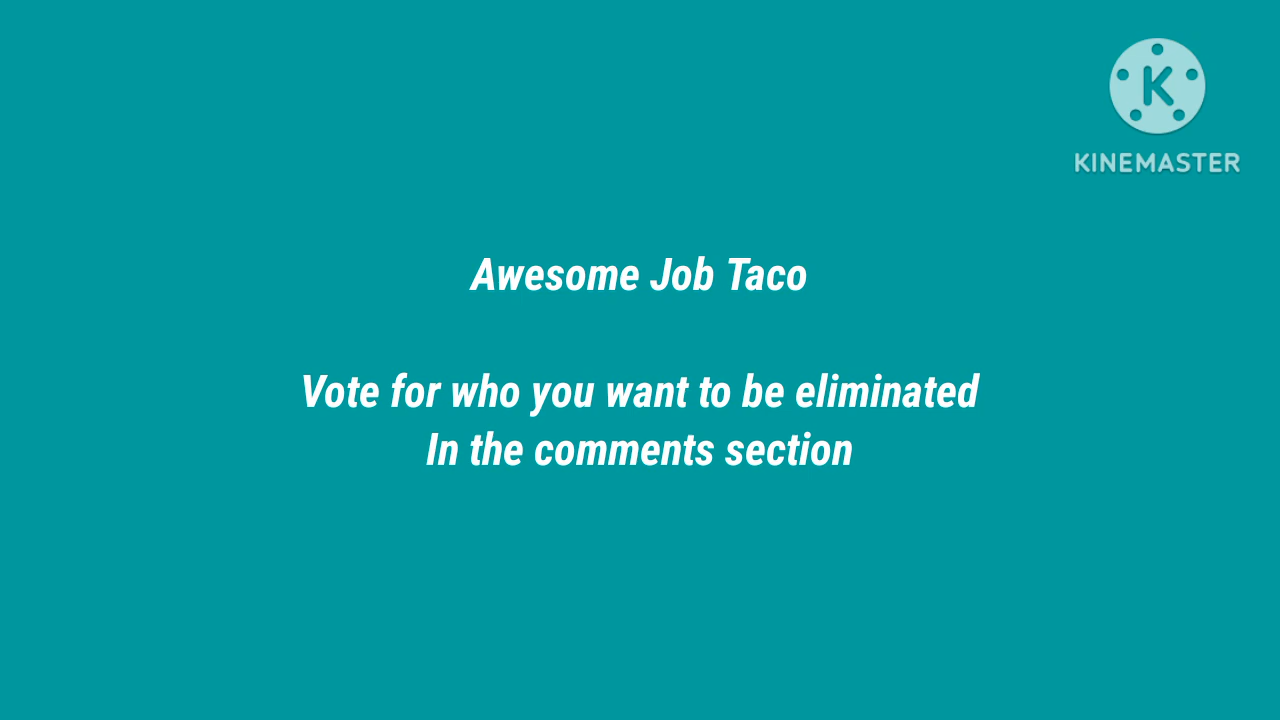 K
KINEMASTER
Awesome Job Taco
Vote for who you want to be eliminated
In the comments section